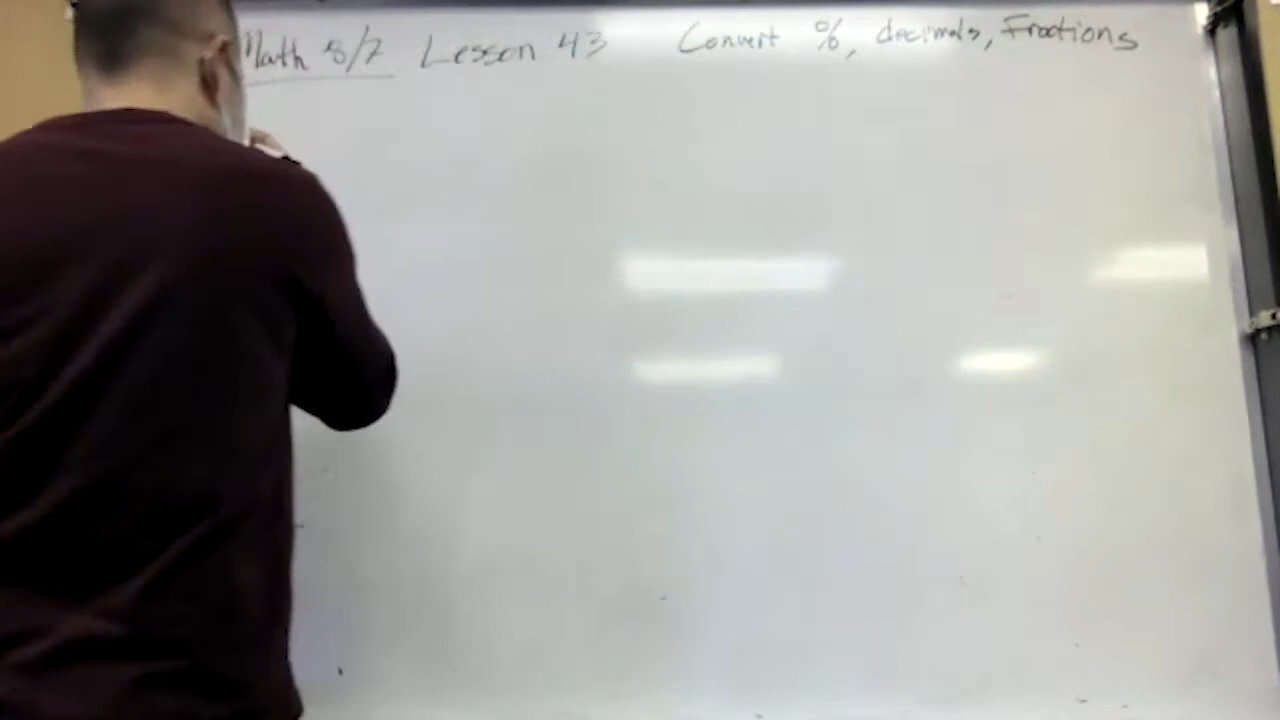 Math 8/7 Lesson 43 Convert %, decimals, Fractions